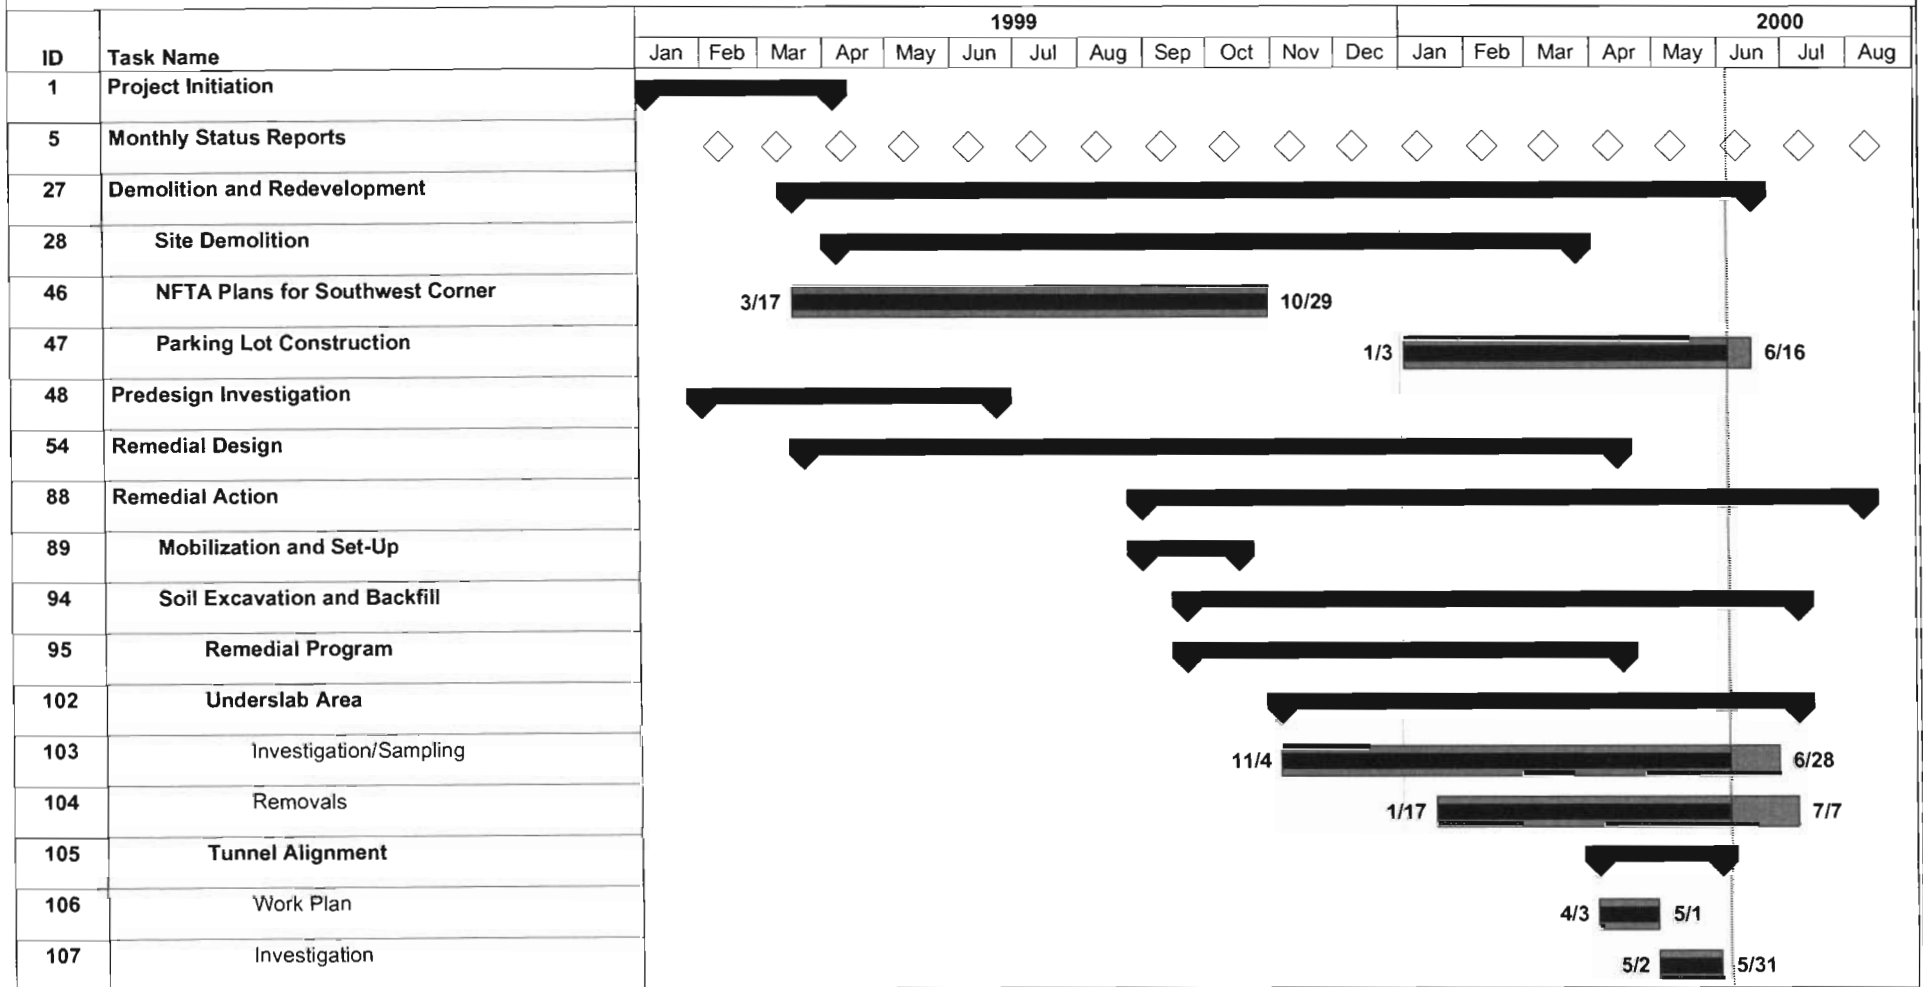 1999 2000
ID Task Name Jan Feb Mar Apr May Jun Jul Aug Sep Oct Nov Dec Jan Feb Mar Apr May Jun Jul Aug
1 Project Initiation
5 Monthly Status Reports
27 Demolition and Redevelopment
28 Site Demolition
46 NFTA Plans for Southwest Corner 3/17 10/29
47 Parking Lot Construction 1/3 6/16
48 Predesign Investigation
54 Remedial Design
88 Remedial Action
89 Mobilization and Set-Up
94 Soil Excavation and Backfill
95 Remedial Program
102 Underslab Area
103 Investigation/Sampling 11/4 6/28
104 Removals 1/17 7/7
105 Tunnel Alignment
106 Work Plan 4/3 5/1
107 Investigation 5/2 5/31